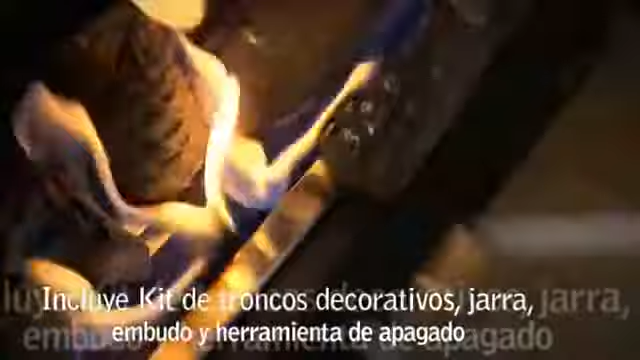 Incluye Kit de troncos decorativos, jarra,
embudo y herramienta de apagado